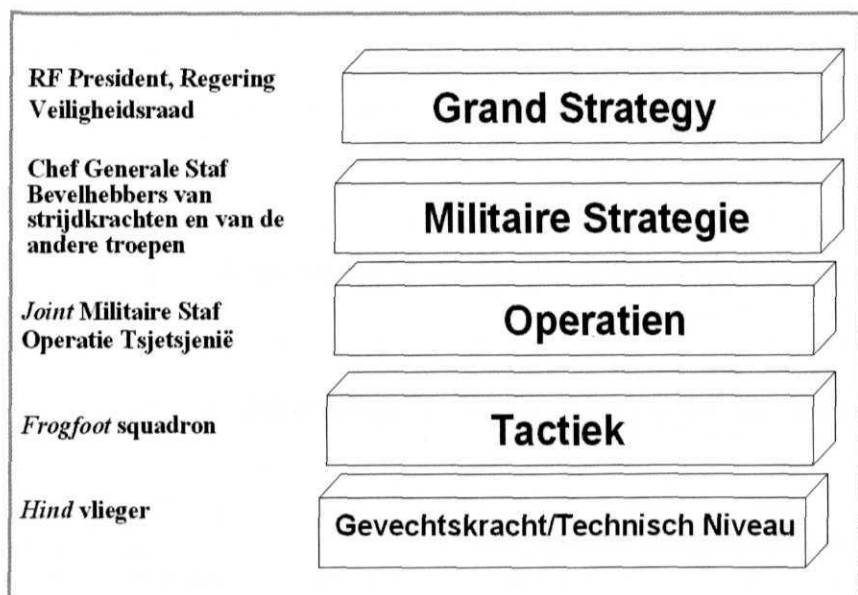 RF President, Regering
Veiligheidsraad
Grand Strategy
Chef Generale Staf
Bevelhebbers van
strijdkrachten en van de
andere troepen
Militaire Strategie
Joint Militaire Staf
Operatie Tsjetsjenië
Operatien
Frogfoot squadron
Tactiek
Hind vlieger
Gevechtskracht/Technisch Niveau